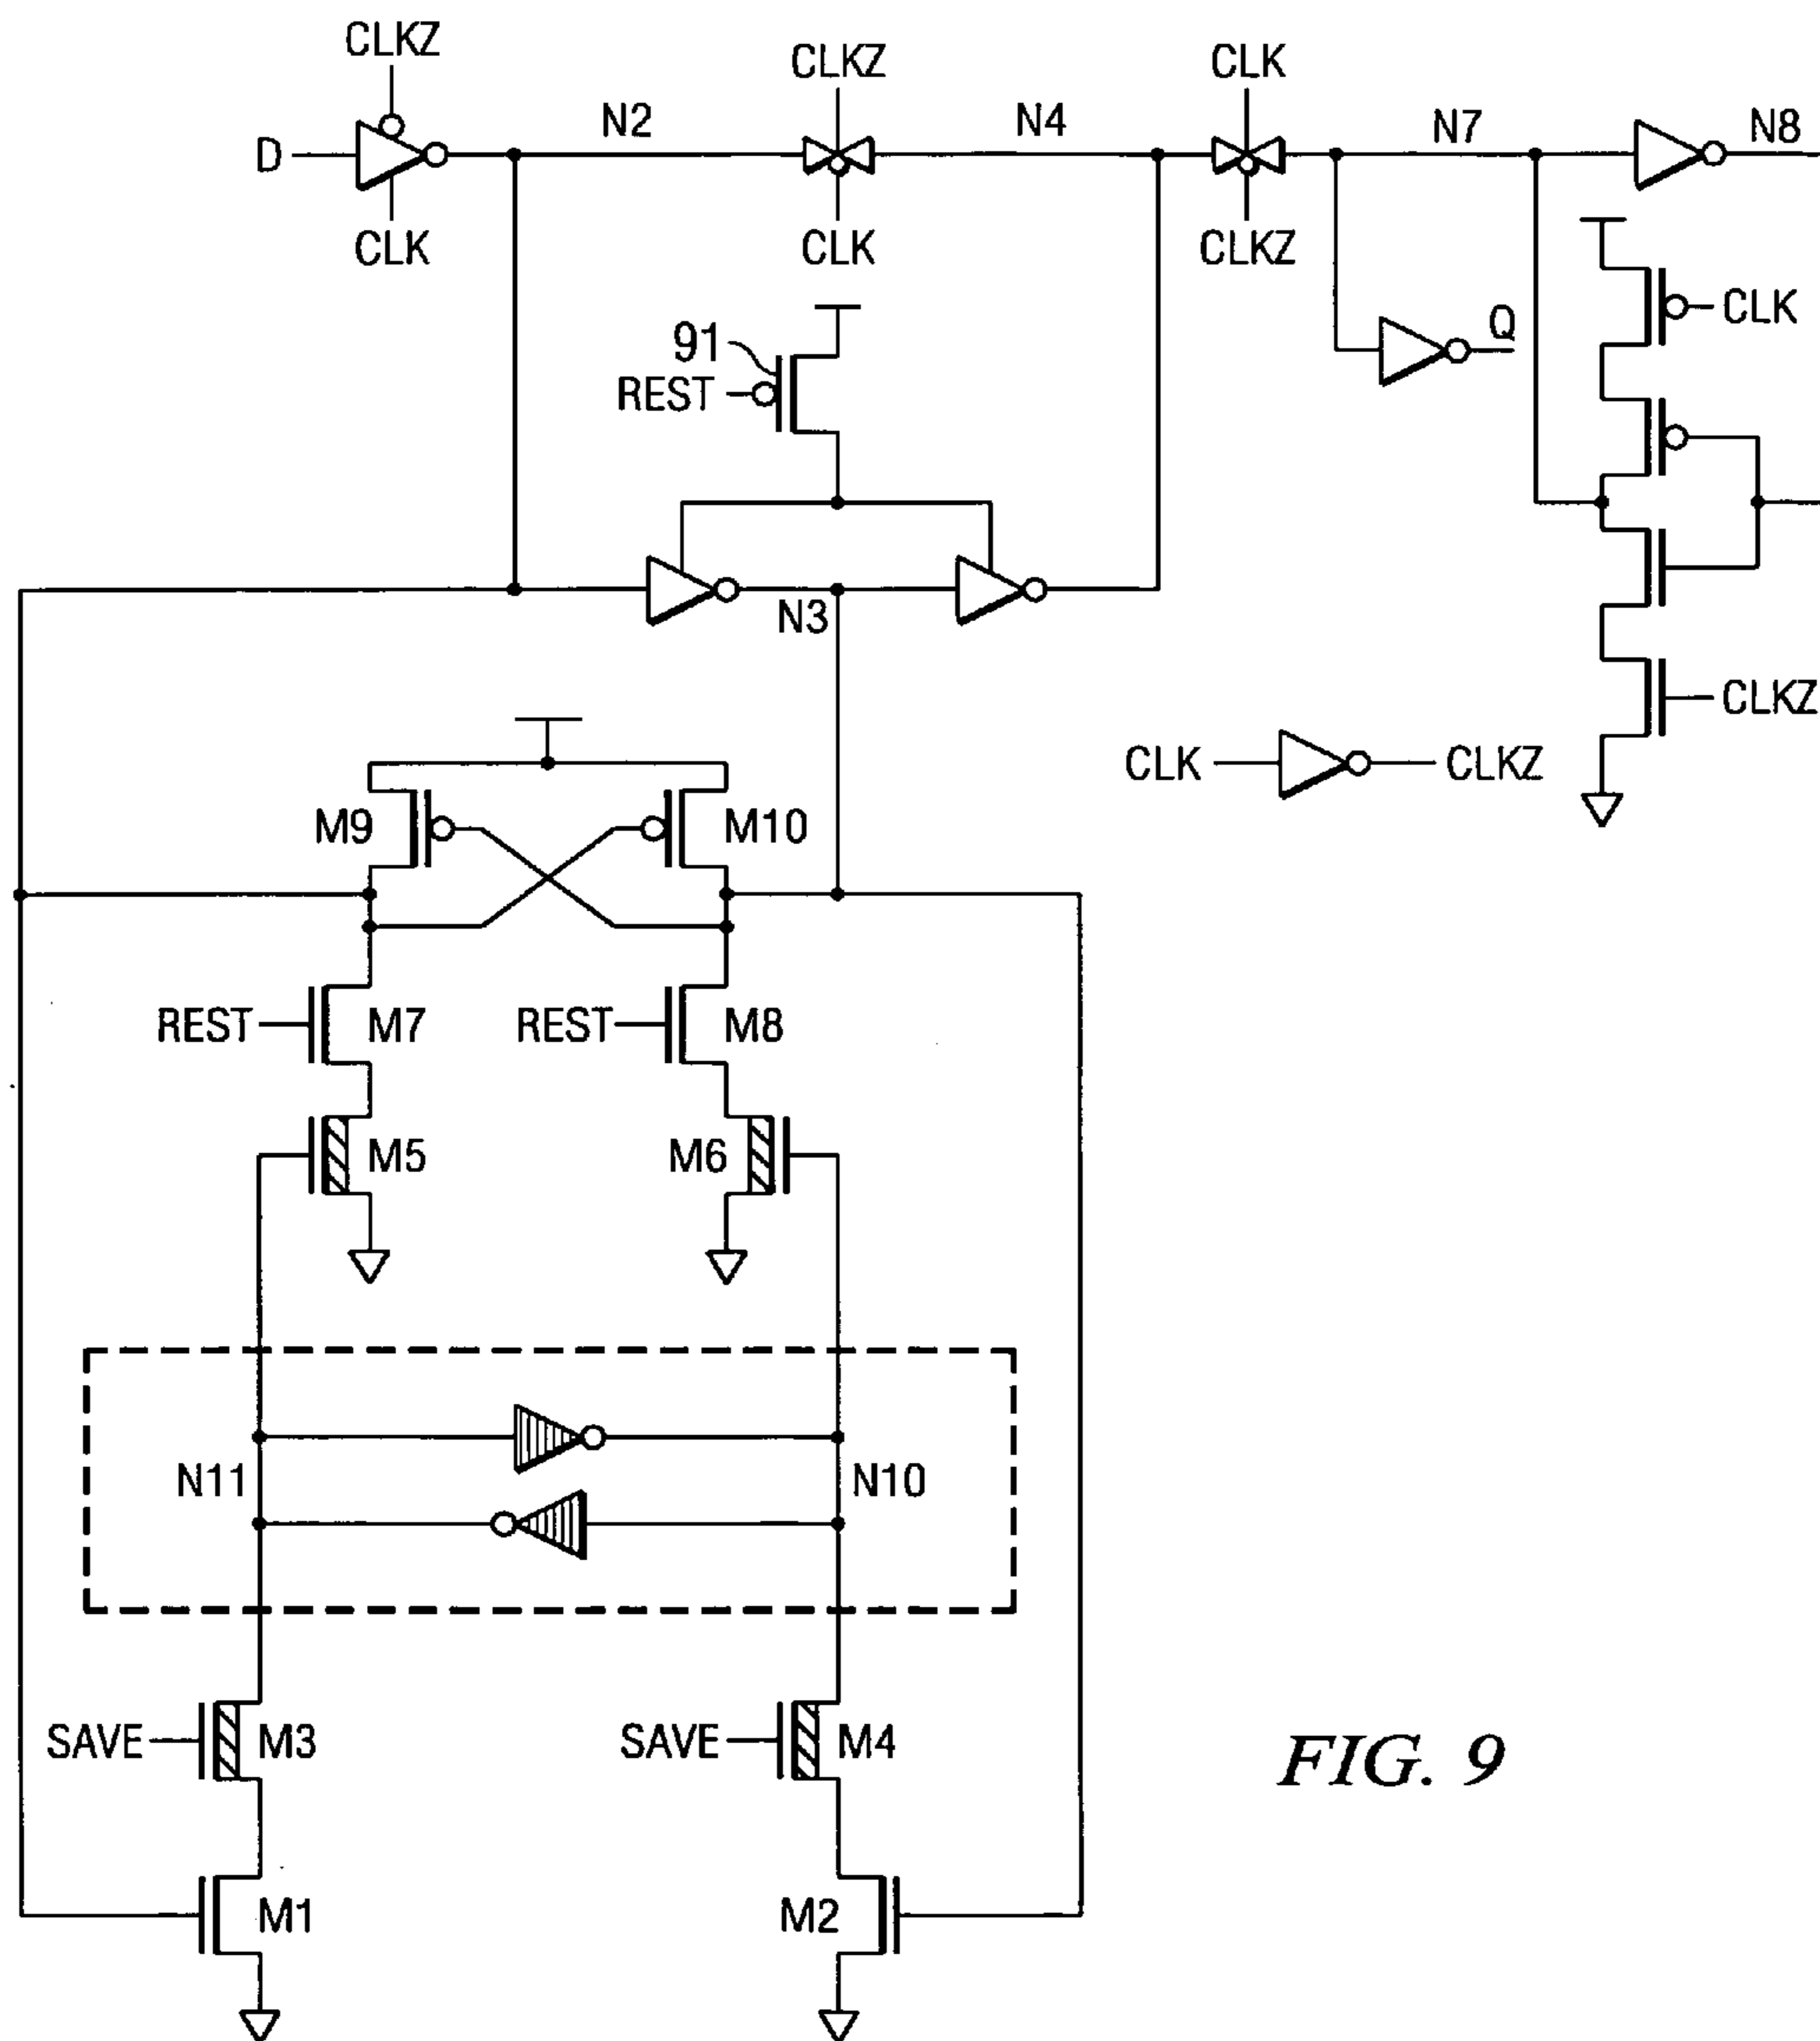 CLKZ
CLKZ
CLK
D
N2
N4
N7
N8
CLK
CLK
CLKZ
91
REST
Q
CLK
N3
CLKZ
CLK
CLKZ
M9
M10
REST
M7
REST
M8
M5
M6
N11
N10
SAVE
M3
SAVE
M4
M1
M2
FIG. 9